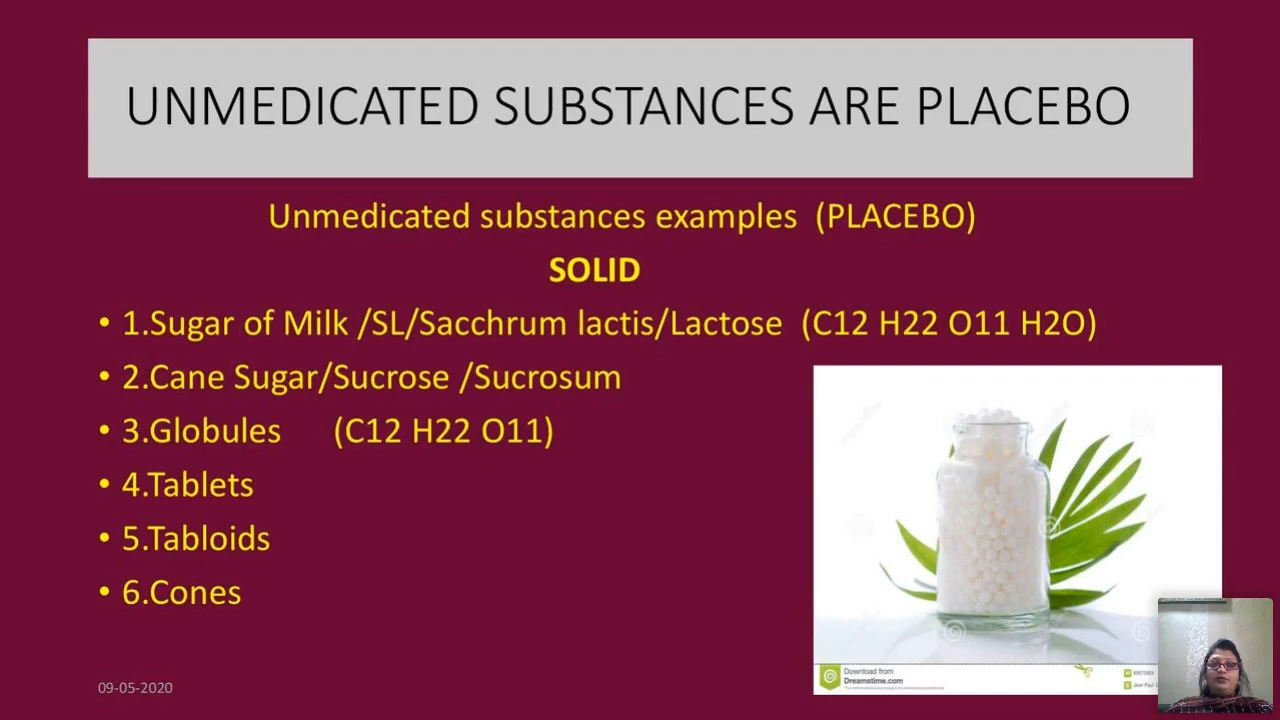 UNMEDICATED SUBSTANCES ARE PLACEBO
Unmedicated substances examples (PLACEBO)
SOLID
• 1.Sugar of Milk /SL/Sacchrum lactis/Lactose (C12 H22 O11 H2O)
• 2.Cane Sugar/Sucrose /Sucrosum
• 3.Globules (C12 H22 O11)
• 4.Tablets
• 5.Tabloids
• 6.Cones
09-05-2020
Download from
Dreamstime.com